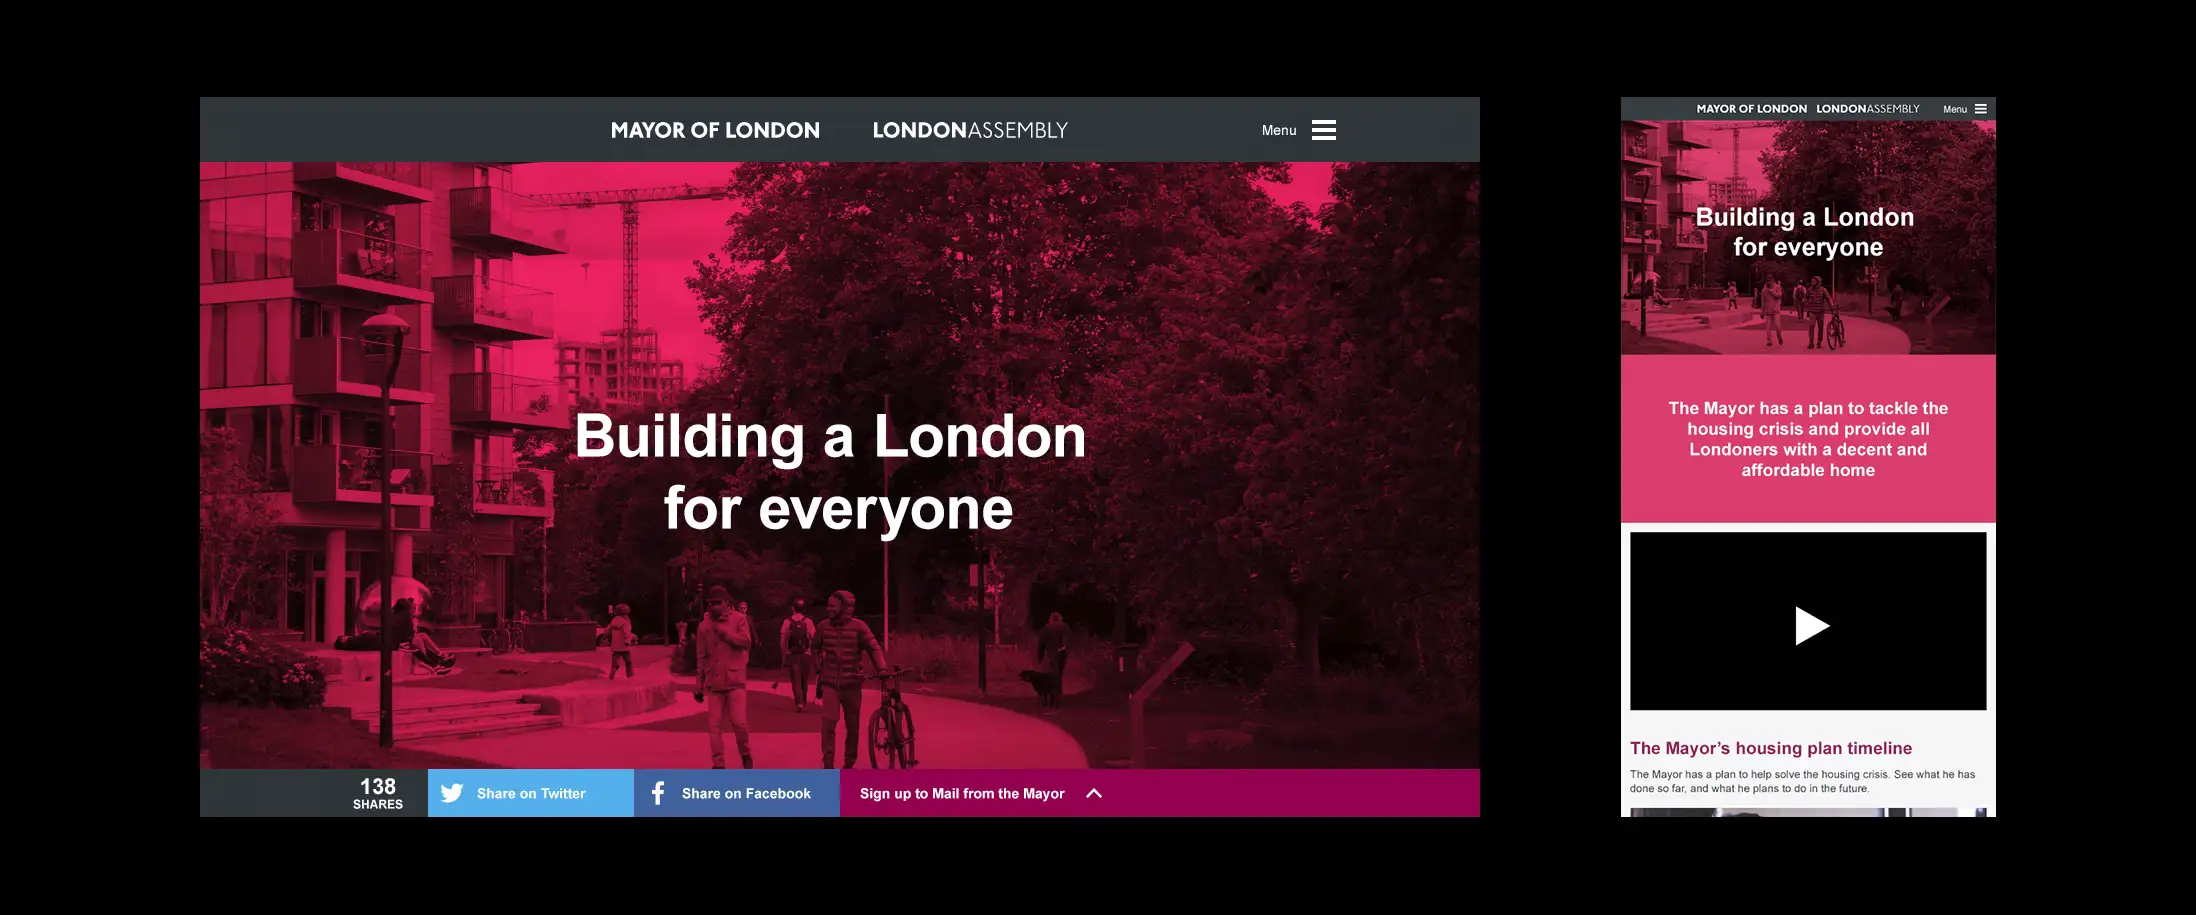 MAYOR OF LONDON LONDONASSEMBLY Menu
Building a London
for everyone
138
SHARES
Share on Twitter
Share on Facebook
Sign up to Mail from the Mayor
MAYOR OF LONDON LONDONASSEMBLY Menu
Building a London
for everyone
The Mayor has a plan to tackle the
housing crisis and provide all
Londoners with a decent and
affordable home
The Mayor’s housing plan timeline
The Mayor has a plan to help solve the housing crisis. See what he has
done so far, and what he plans to do in the future.